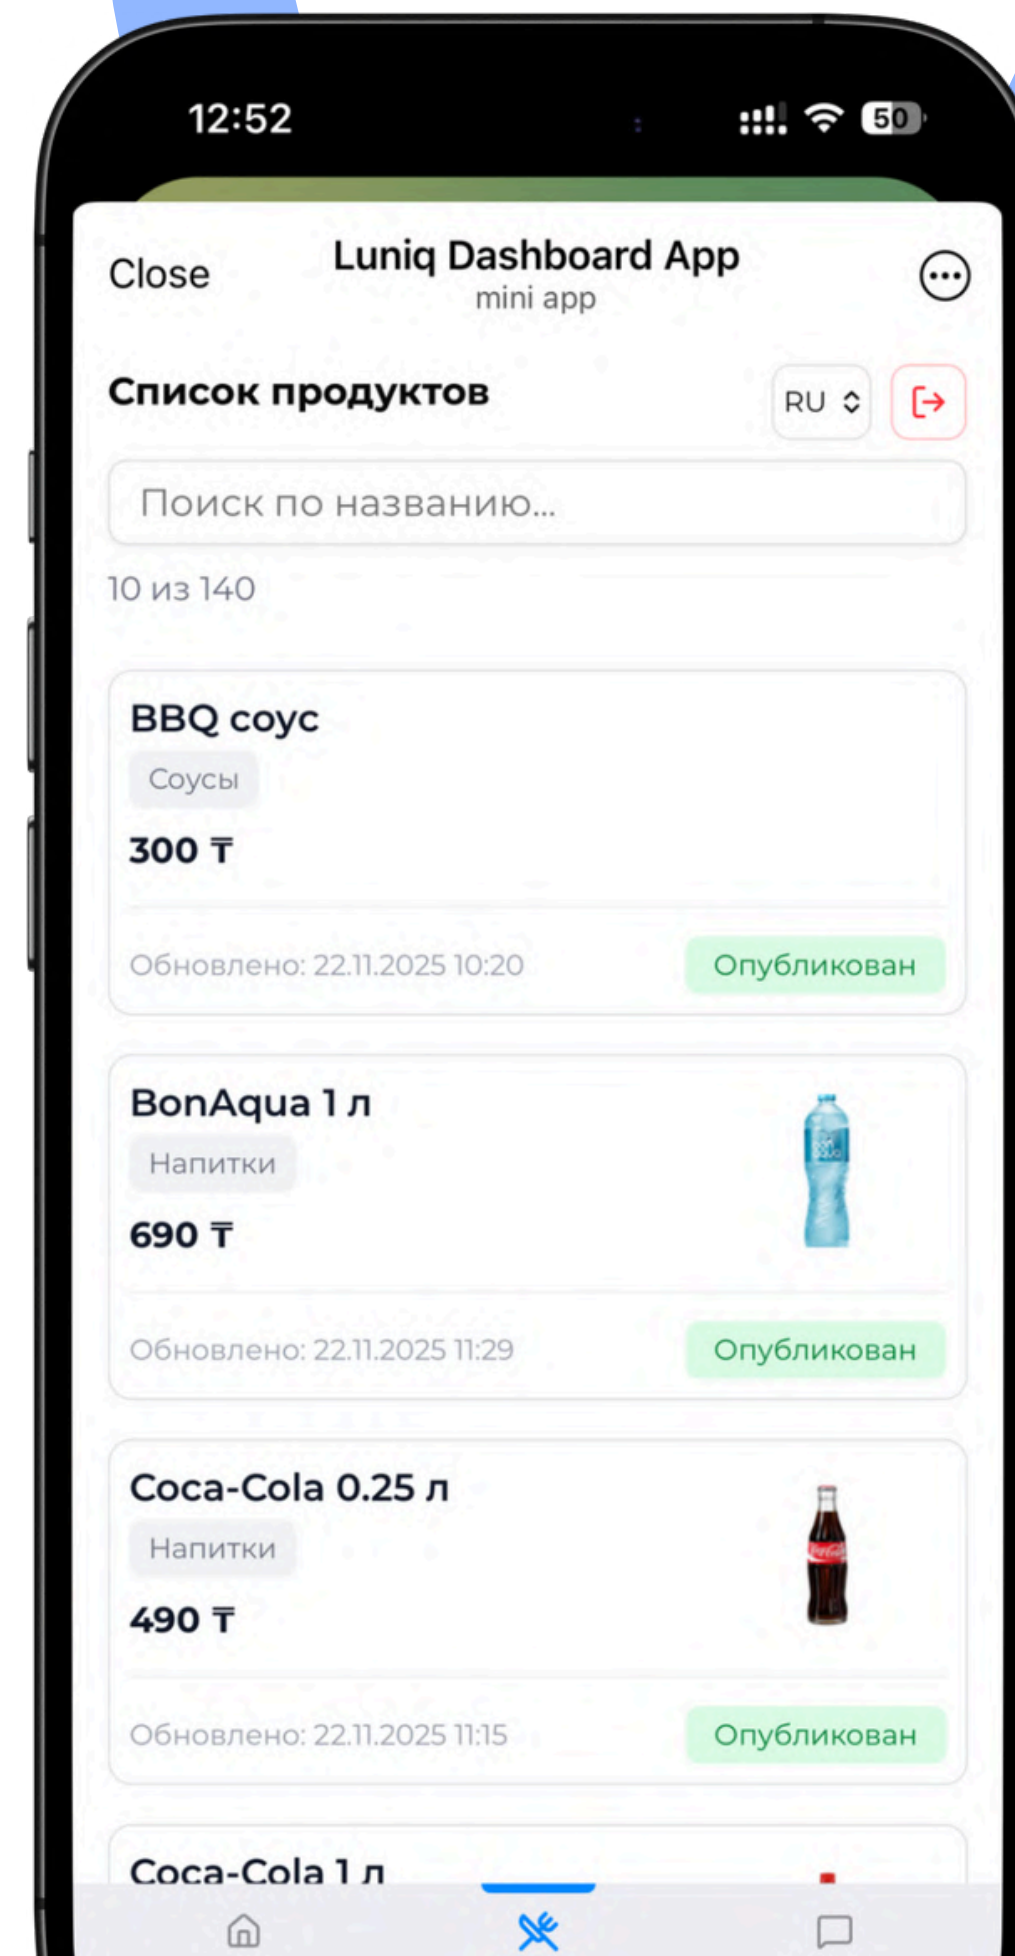 12:52
50
Close
Luniq Dashboard App
mini app
Список продуктов
RU
Поиск по названию...
10 из 140
BBQ соус
Соусы
300 ₸
Обновлено: 22.11.2025 10:20
Опубликован
BonAqua 1 л
Напитки
690 ₸
Обновлено: 22.11.2025 11:29
Опубликован
Coca-Cola 0.25 л
Напитки
490 ₸
Обновлено: 22.11.2025 11:15
Опубликован
Coca-Cola 1 л